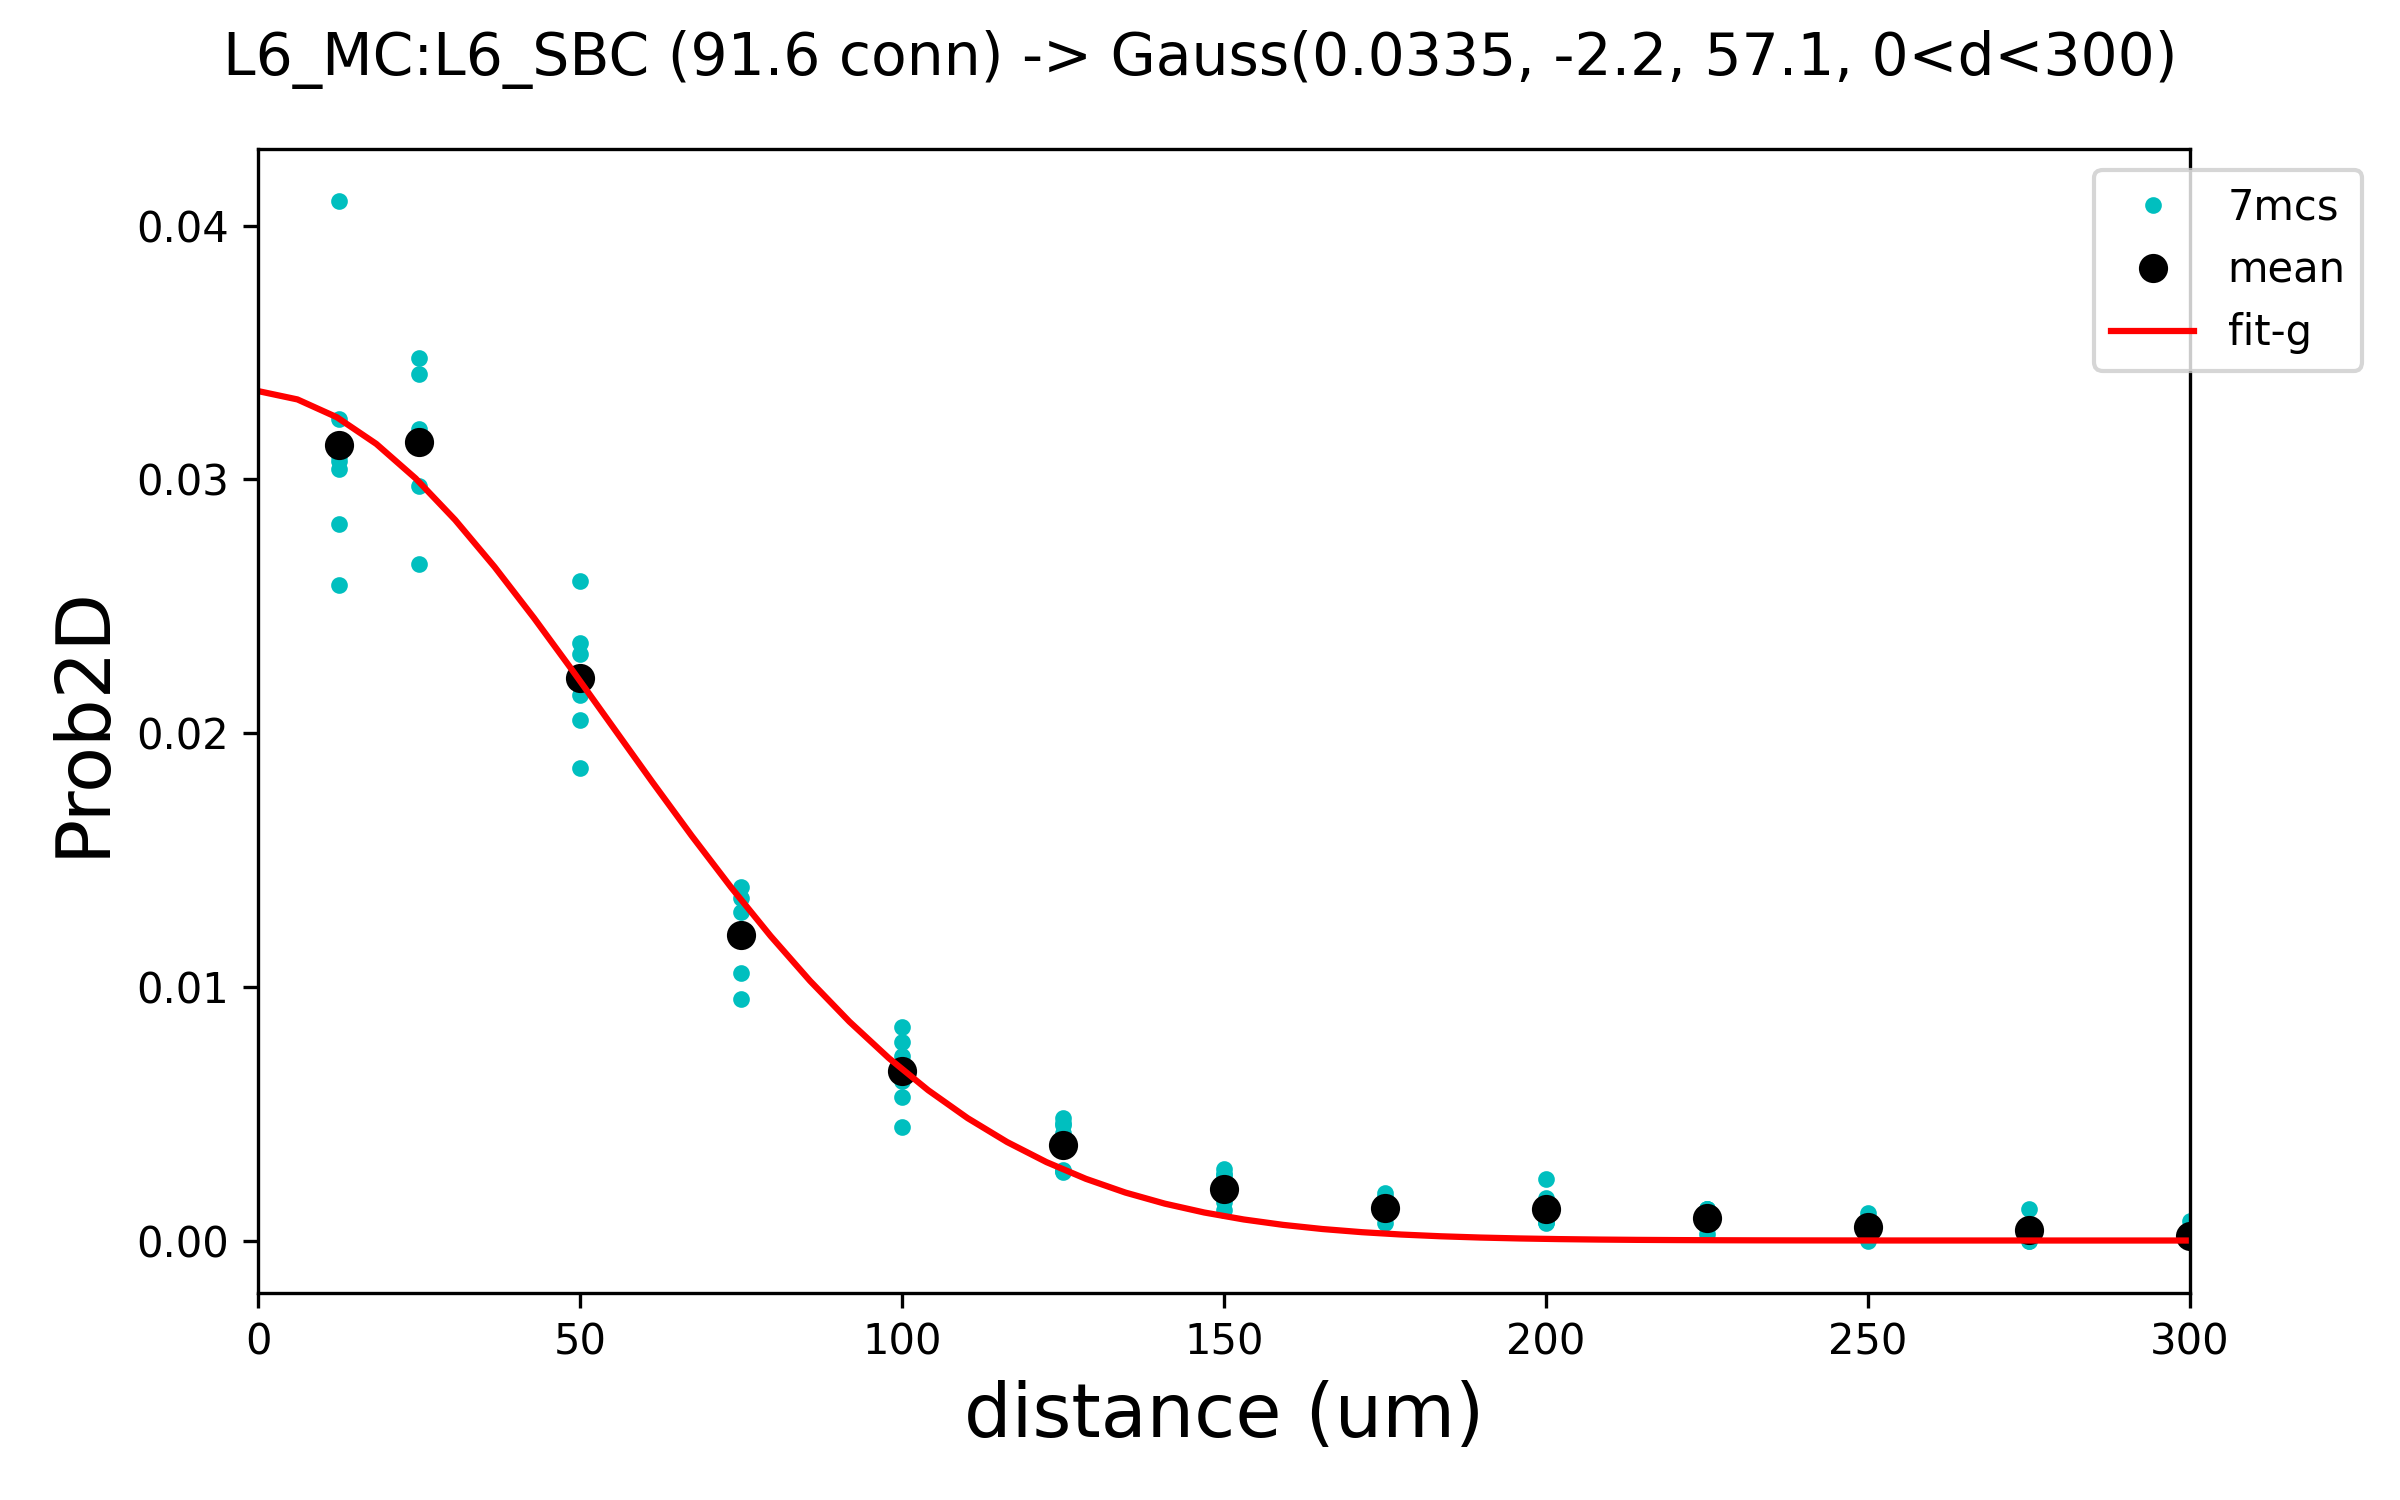 L6_MC:L6_SBC (91.6 conn) -> Gauss(0.0335, -2.2, 57.1, 0<d<300)
7mcs
mean
fit-g
Prob2D
0.04
0.03
0.02
0.01
0.00
0 50 100 150 200 250 300
distance (um)